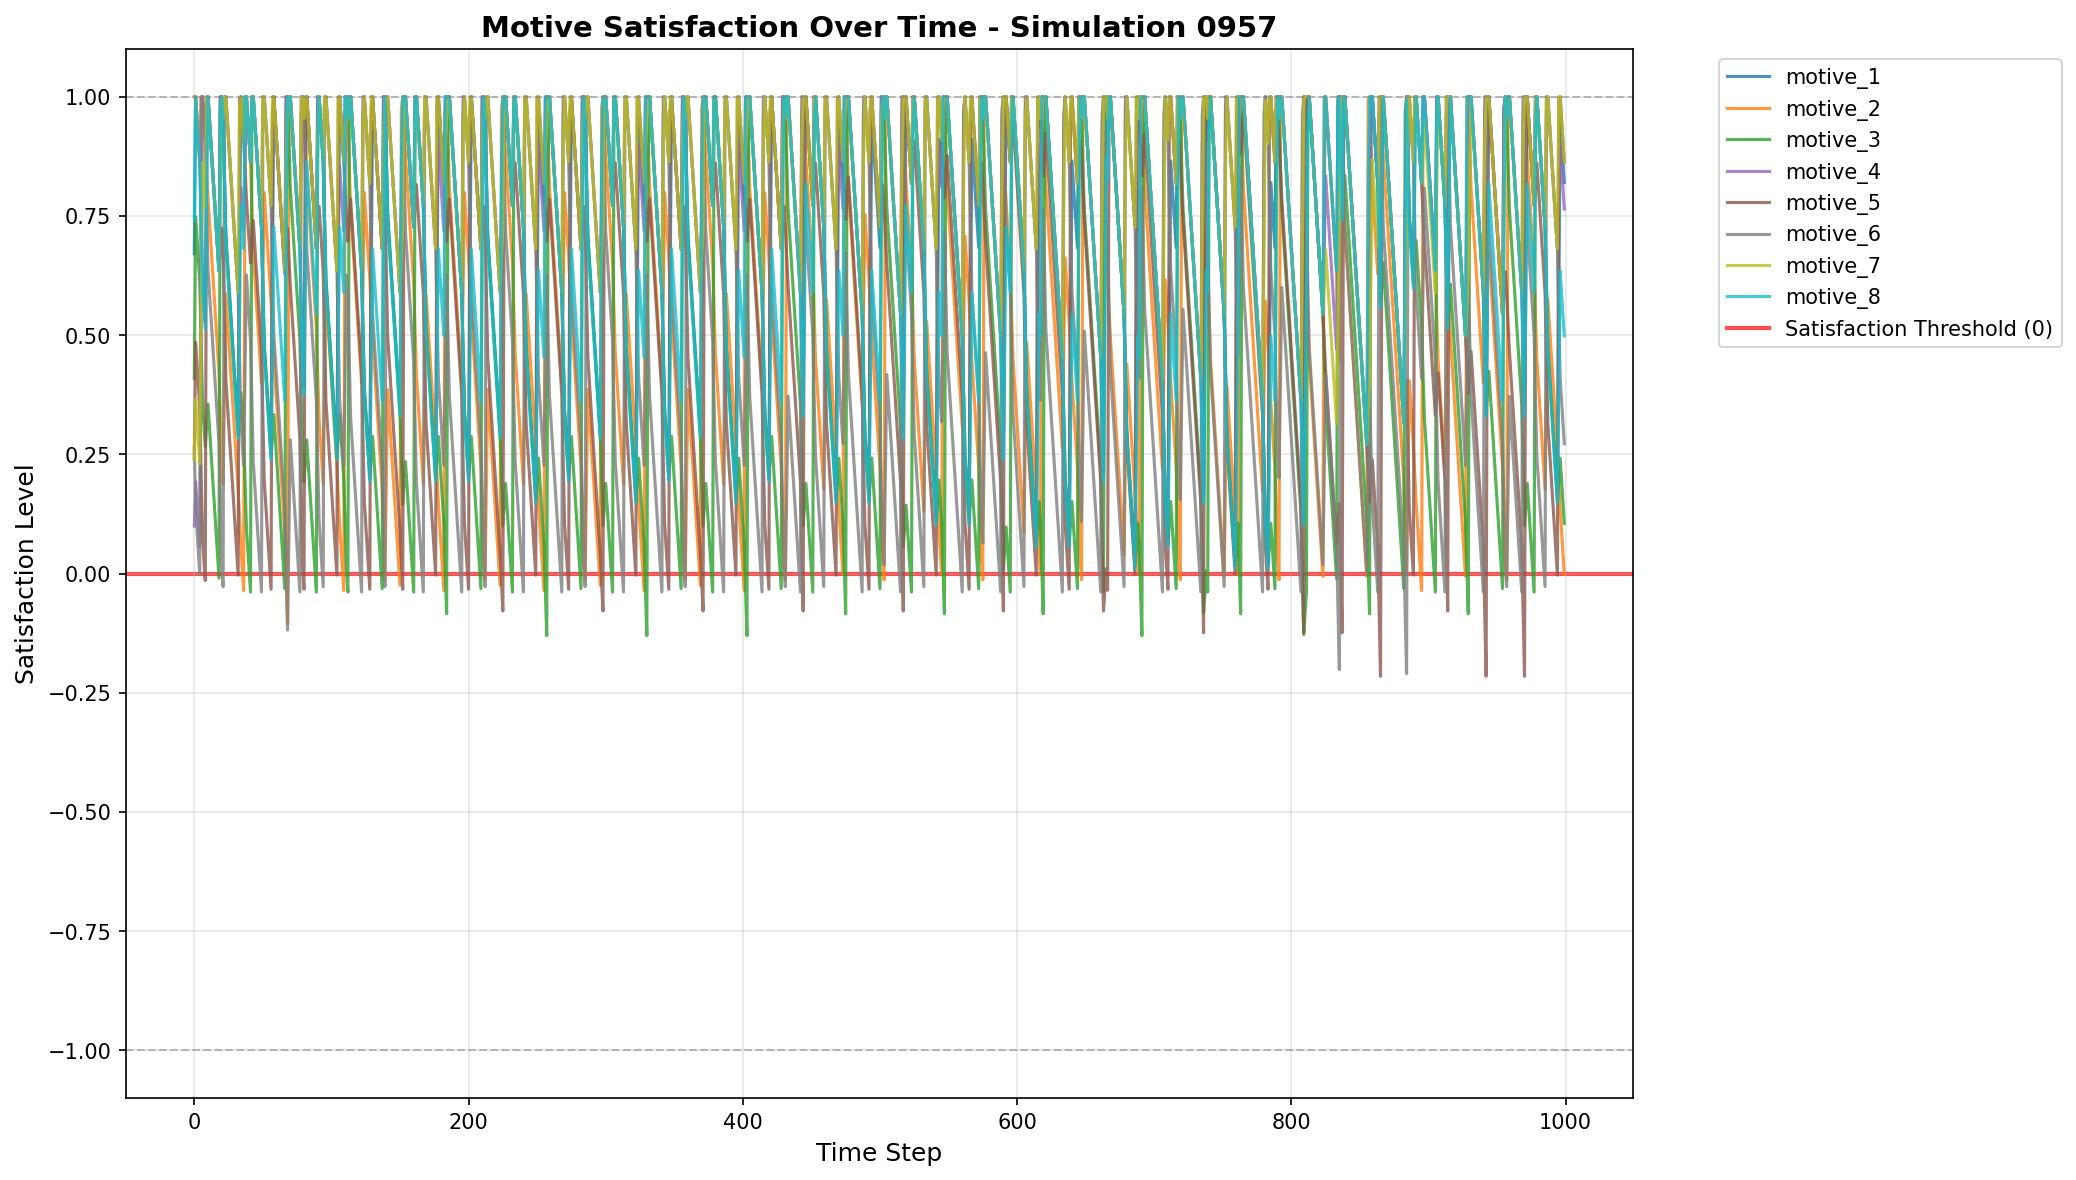 Motive Satisfaction Over Time - Simulation 0957
Satisfaction Level
1.00
0.75
0.50
0.25
0.00
−0.25
−0.50
−0.75
−1.00
0
200
400
600
800
1000
Time Step
motive_1
motive_2
motive_3
motive_4
motive_5
motive_6
motive_7
motive_8
Satisfaction Threshold (0)